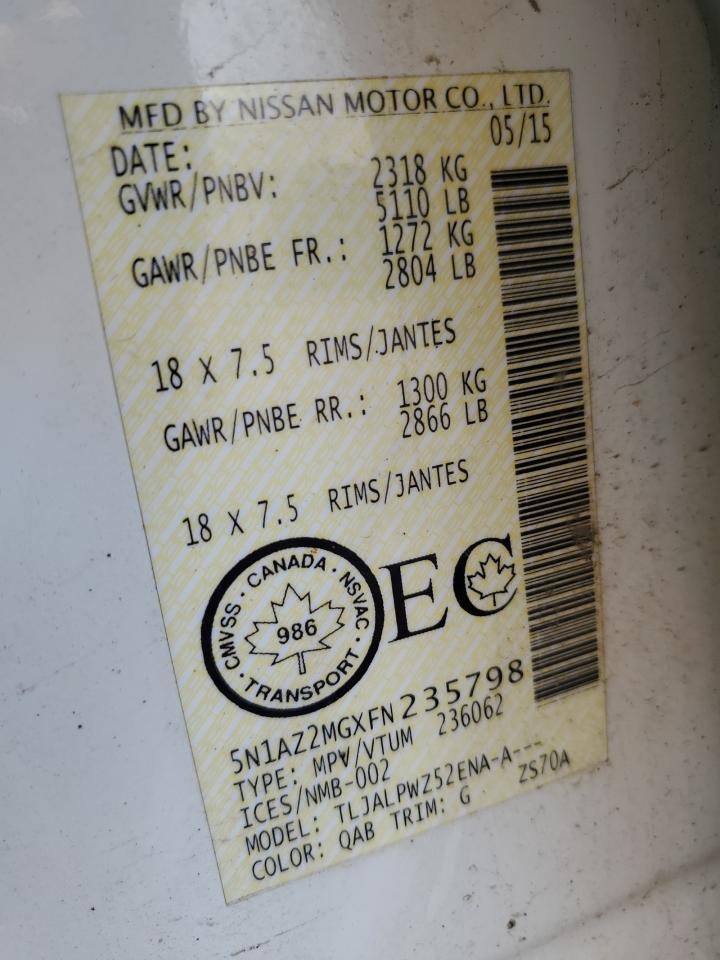 MFD BY NISSAN MOTOR CO., LTD.
DATE: 05/15
GVWR/PNBV: 2318 KG
5110 LB
GAWR/PNBE FR.: 1272 KG
2804 LB
18 X 7.5 RIMS/JANTES
GAWR/PNBE RR.: 1300 KG
2866 LB
18 X 7.5 RIMS/JANTES
CANADA · NSVAC · TRANSPORT · CMVSS ·
986
EC
5N1AZ2MGXFN235798
TYPE: MPV/VTUM 236062
ICES/NMB-002
MODEL: TLJALPWZ52ENA-A---
COLOR: QAB TRIM: G ZS70A